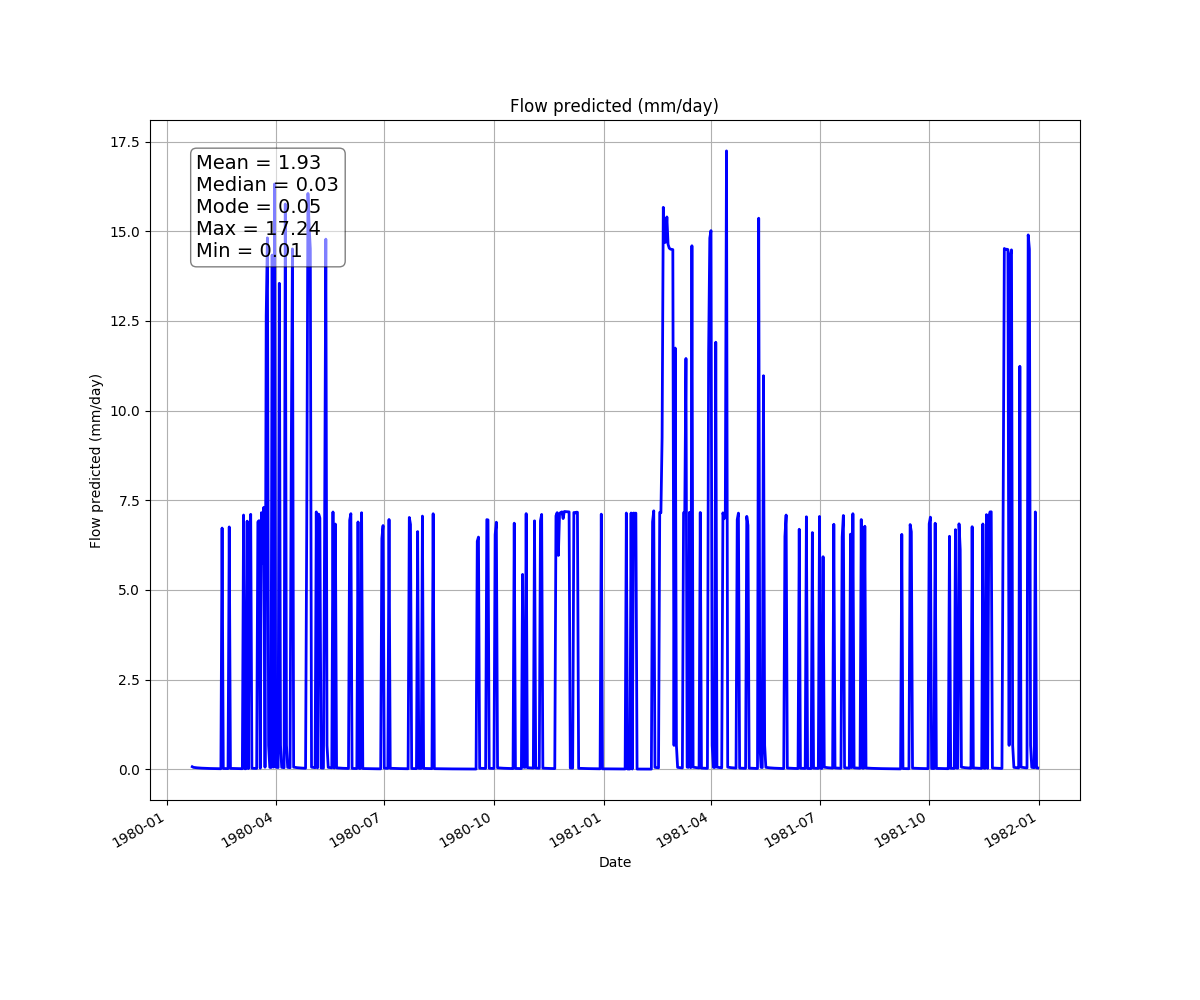 Flow predicted (mm/day)
17.5
15.0
12.5
10.0
7.5
5.0
2.5
0.0
Flow predicted (mm/day)
Mean = 1.93
Median = 0.03
Mode = 0.05
Max = 17.24
Min = 0.01
1980-01
1980-04
1980-07
1980-10
1981-01
1981-04
1981-07
1981-10
1982-01
Date